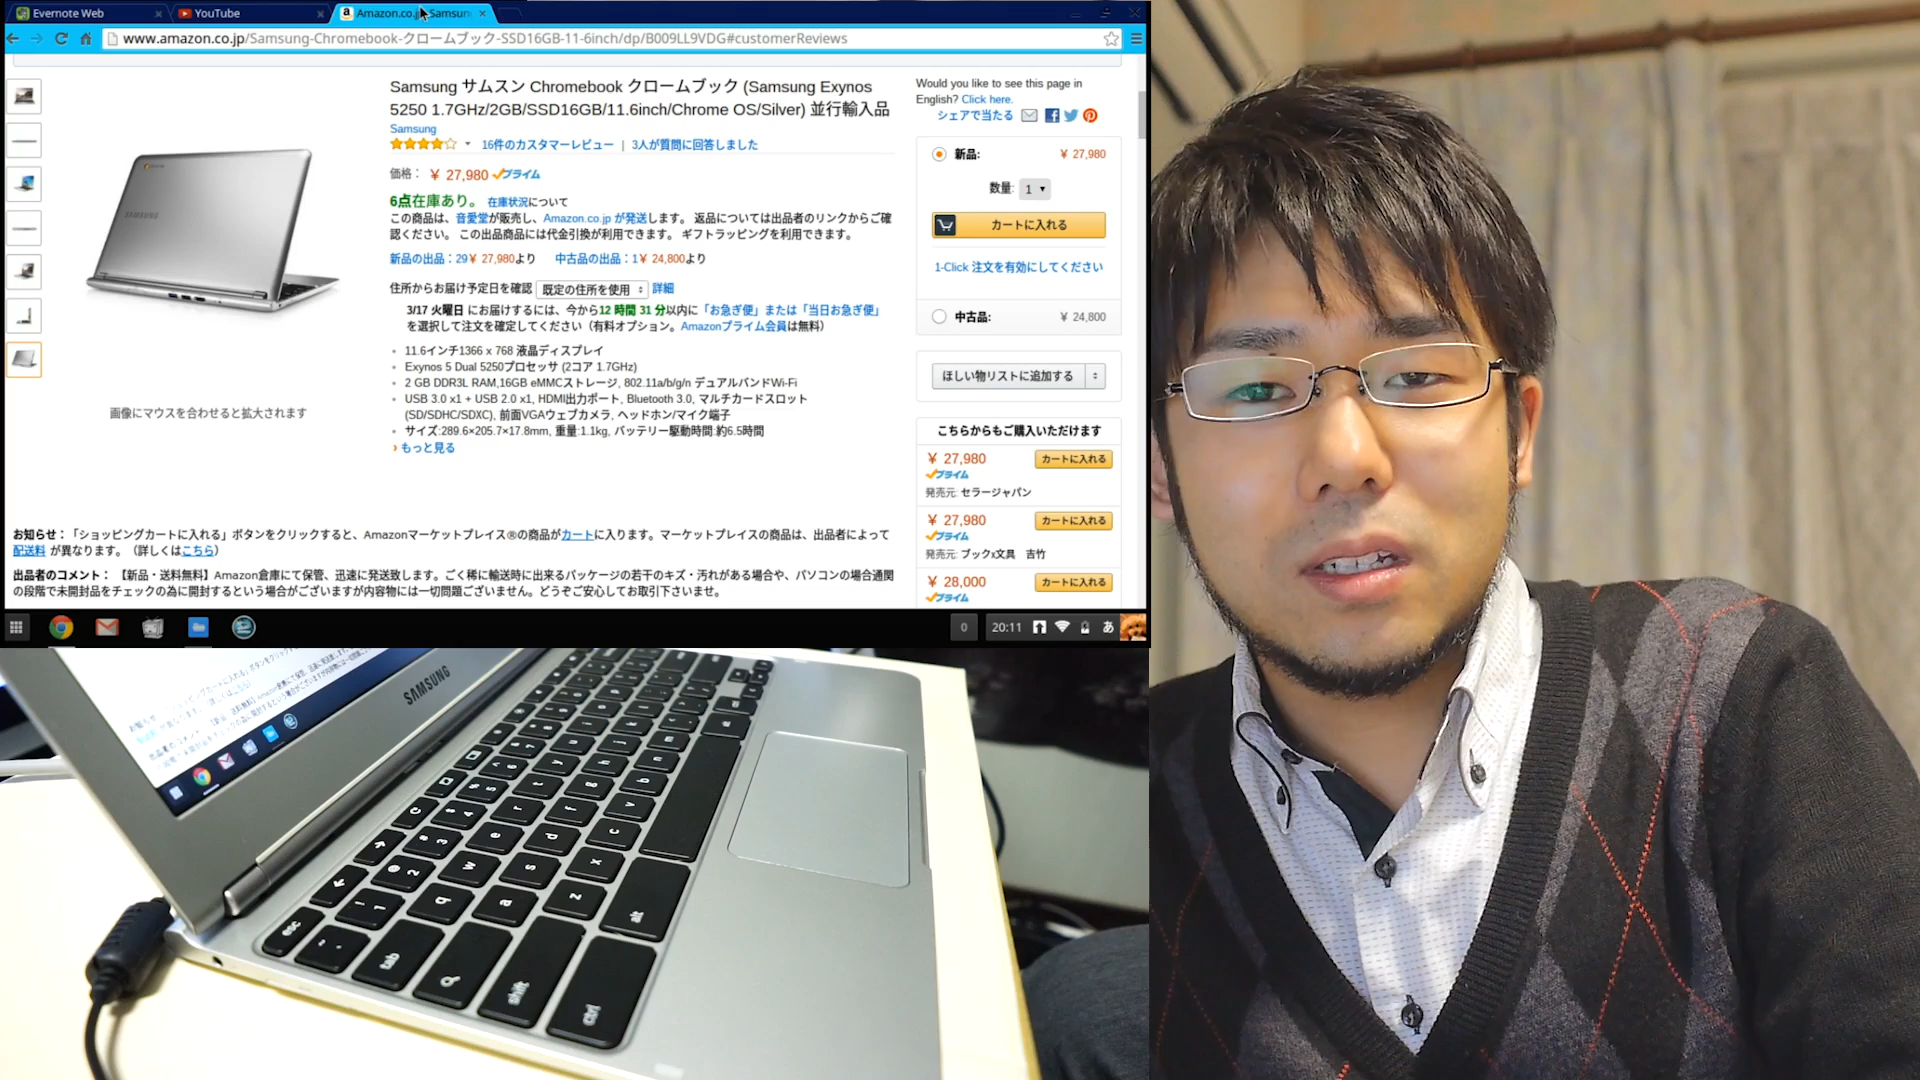 Evernote Web
YouTube
Amazon.co.jp
www.amazon.co.jp/Samsung-Chromebook-クロームブック-SSD16GB-11-6inch/dp/B009LL9VDG#customerReviews
Samsung サムスン Chromebook クロームブック (Samsung Exynos
5250 1.7GHz/2GB/SSD16GB/11.6inch/Chrome OS/Silver) 並行輸入品
Samsung
16件のカスタマーレビュー | 3人が質問に回答しました
価格： ￥ 27,980 プライム
6点在庫あり。 在庫状況について
この商品は、音愛堂が販売し、Amazon.co.jp が発送します。 返品については出品者のリンクからご確
認ください。 この出品商品には代金引換が利用できます。 ギフトラッピングを利用できます。
新品の出品：29￥ 27,980より 中古品の出品：1￥ 24,800より
住所からお届け予定日を確認 既定の住所を使用 詳細
3/17 火曜日 にお届けするには、今から12 時間 31 分以内に「お急ぎ便」または「当日お急ぎ便」
を選択して注文を確定してください（有料オプション。Amazonプライム会員は無料）
11.6インチ1366 x 768 液晶ディスプレイ
Exynos 5 Dual 5250プロセッサ (2コア 1.7GHz)
2 GB DDR3L RAM,16GB eMMCストレージ, 802.11a/b/g/n デュアルバンドWi-Fi
USB 3.0 x1 + USB 2.0 x1, HDMI出力ポート, Bluetooth 3.0, マルチカードスロット
(SD/SDHC/SDXC), 前面VGAウェブカメラ, ヘッドホン/マイク端子
サイズ:289.6×205.7×17.8mm, 重量:1.1kg, バッテリー駆動時間:約6.5時間
› もっと見る
画像にマウスを合わせると拡大されます
お知らせ：「ショッピングカートに入れる」ボタンをクリックすると、Amazonマーケットプレイス®の商品がカートに入ります。マーケットプレイスの商品は、出品者によって
配送料 が異なります。（詳しくはこちら）
出品者のコメント： 【新品・送料無料】Amazon倉庫にて保管、迅速に発送致します。ごく稀に輸送時に出来るパッケージの若干のキズ・汚れがある場合や、パソコンの場合通関
の段階で未開封品をチェックの為に開封するという場合がございますが内容物には一切問題ございません。どうぞご安心してお取引下さいませ。
Would you like to see this page in
English? Click here.
シェアで当たる
新品: ￥ 27,980
数量: 1
カートに入れる
1-Click 注文を有効にしてください
中古品: ￥ 24,800
ほしい物リストに追加する
こちらからもご購入いただけます
￥ 27,980 カートに入れる
プライム
発売元: セラージャパン
￥ 27,980 カートに入れる
プライム
発売元: ブックx文具 吉竹
￥ 28,000 カートに入れる
プライム
0 20:11 あ
SAMSUNG
esc
tab
shift
ctrl
alt
q
w
e
r
t
y
a
s
d
f
z
x
c
v
b
n